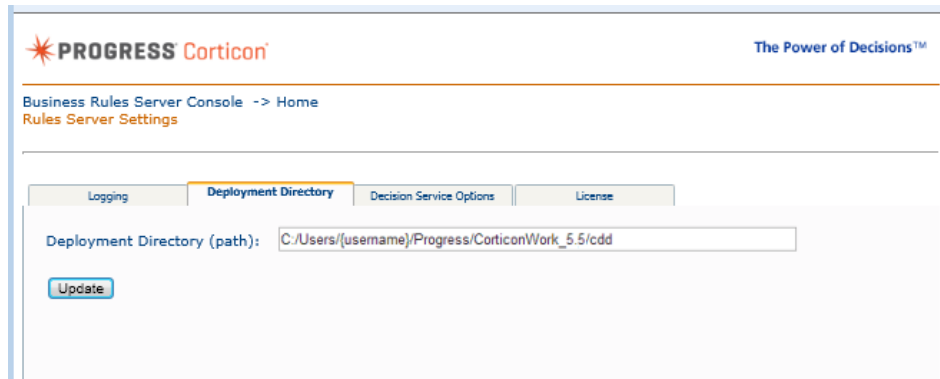 PROGRESS Corticon
The Power of Decisions™
Business Rules Server Console -> Home
Rules Server Settings
Logging
Deployment Directory
Decision Service Options
License
Deployment Directory (path): C:/Users/{username}/Progress/CorticonWork_5.5/cdd
Update